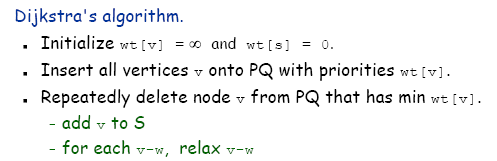 Dijkstra's algorithm.
▪ Initialize wt[v] = ∞ and wt[s] = 0.
▪ Insert all vertices v onto PQ with priorities wt[v].
▪ Repeatedly delete node v from PQ that has min wt[v].
- add v to S
- for each v-w, relax v-w